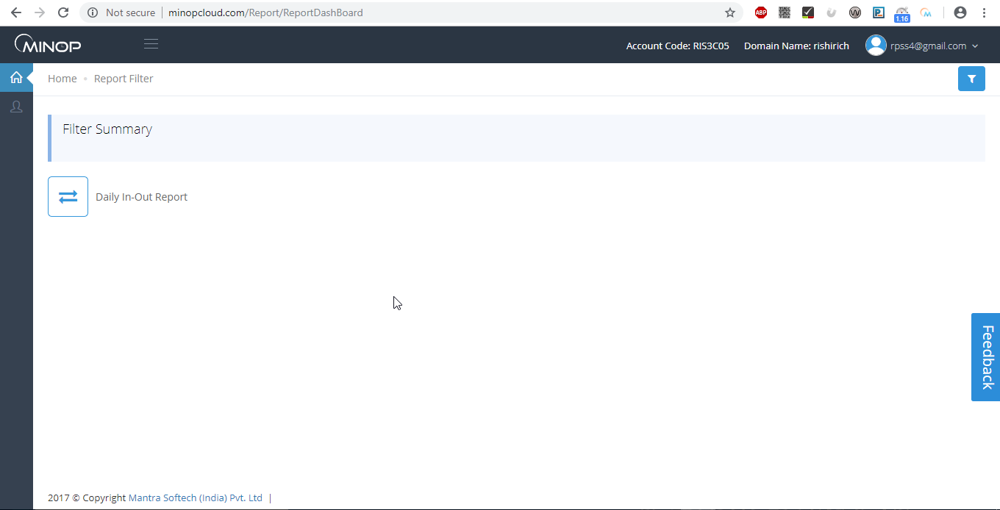 Not secure | minopcloud.com/Report/ReportDashBoard
ABP
1.16
MINOP
Account Code: RIS3C05 Domain Name: rishirich rpss4@gmail.com
Home Report Filter
Filter Summary
Daily In-Out Report
Feedback
2017 © Copyright Mantra Softech (India) Pvt. Ltd |